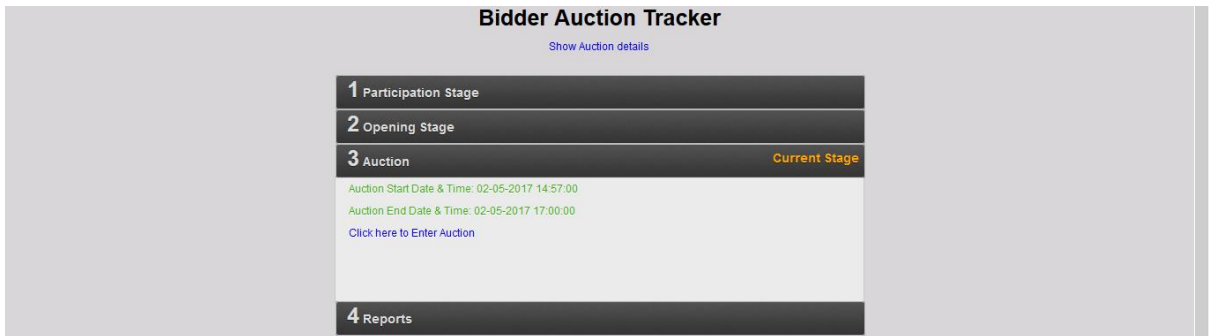 Bidder Auction Tracker
Show Auction details
1 Participation Stage
2 Opening Stage
3 Auction Current Stage
Auction Start Date & Time: 02-05-2017 14:57:00
Auction End Date & Time: 02-05-2017 17:00:00
Click here to Enter Auction
4 Reports